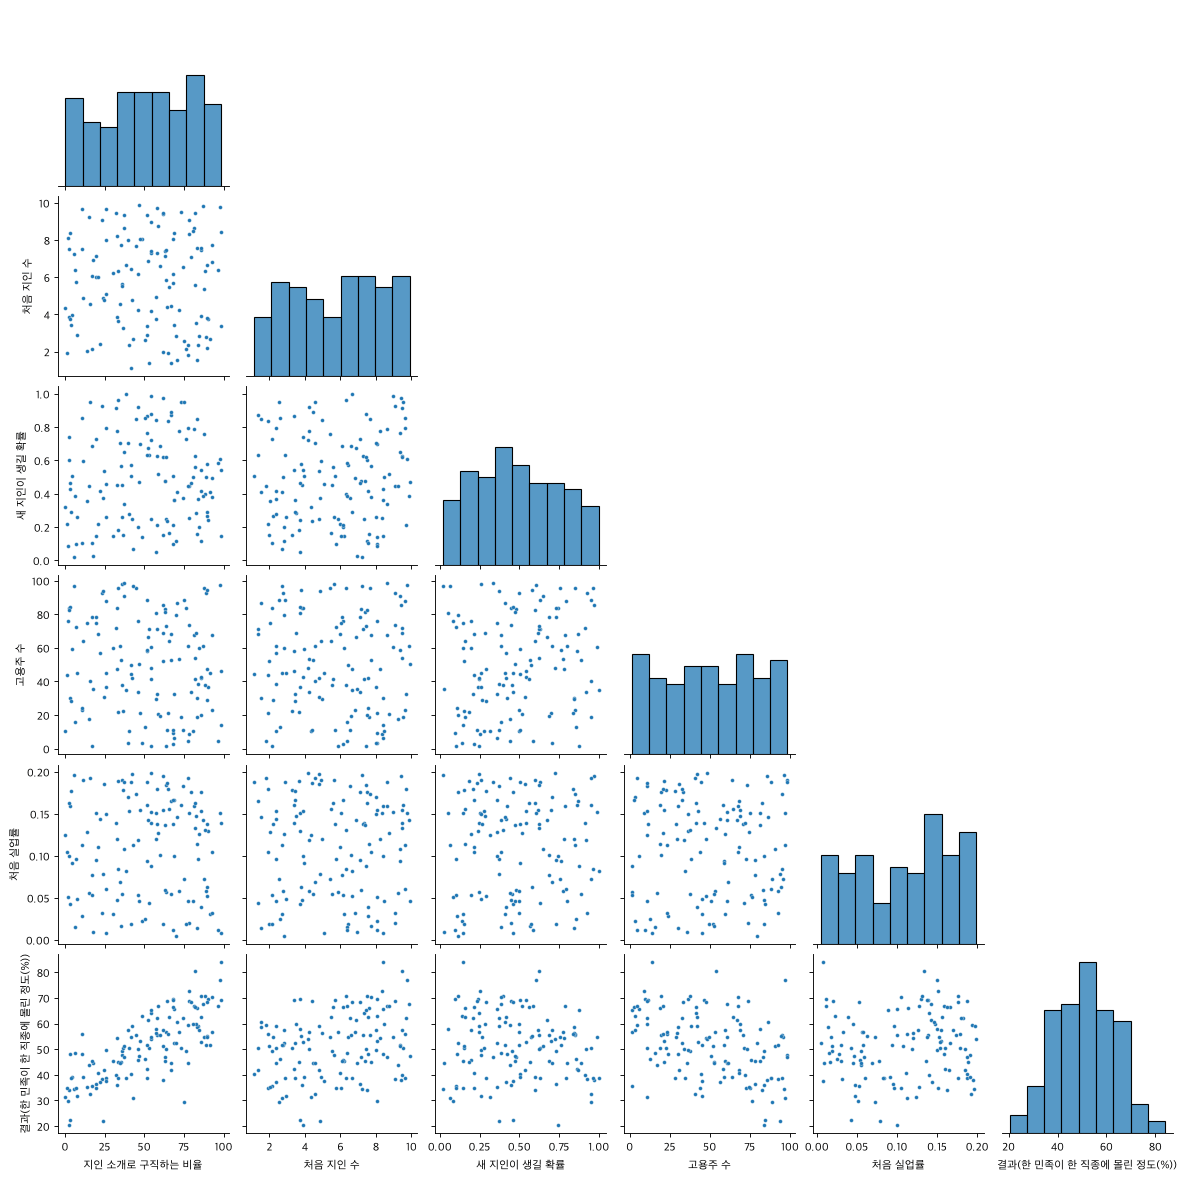 10
8
6
4
2
처음 지인 수
1.0
0.8
0.6
0.4
0.2
0.0
새 지인이 생길 확률
100
80
60
40
20
0
고용주 수
0.20
0.15
0.10
0.05
0.00
처음 실업률
80
70
60
50
40
30
20
결과(한 민족이 한 직종에 몰린 정도(%))
0 25 50 75 100
지인 소개로 구직하는 비율
2 4 6 8 10
처음 지인 수
0.00 0.25 0.50 0.75 1.00
새 지인이 생길 확률
0 50 100
고용주 수
0.00 0.05 0.10 0.15 0.20
처음 실업률
20 40 60 80
결과(한 민족이 한 직종에 몰린 정도(%))